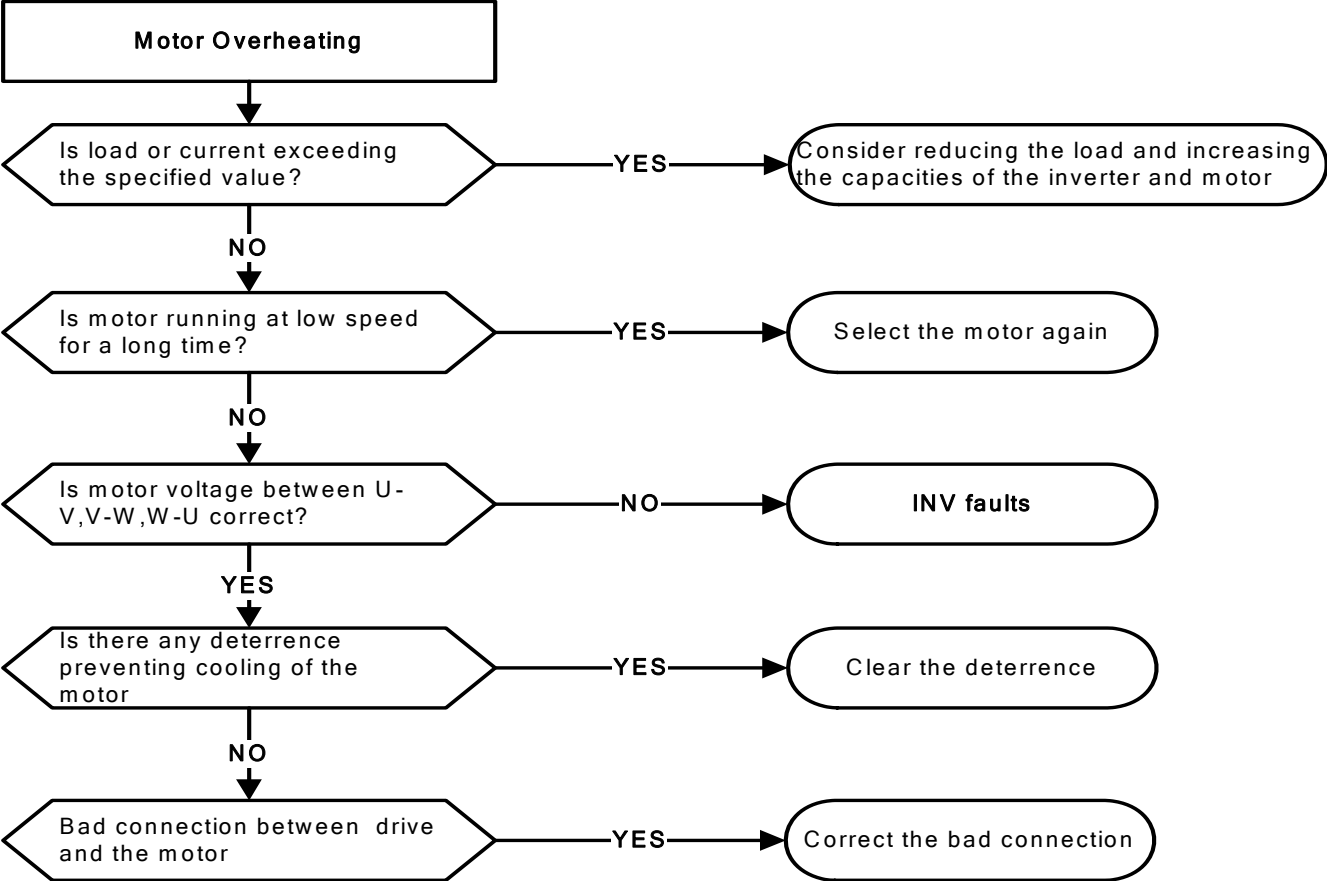 Motor Overheating
Is load or current exceeding
the specified value?
YES
Consider reducing the load and increasing
the capacities of the inverter and motor
NO
Is motor running at low speed
for a long time?
YES
Select the motor again
NO
Is motor voltage between U-
V,V-W,W-U correct?
NO
INV faults
YES
Is there any deterrence
preventing cooling of the
motor
YES
Clear the deterrence
NO
Bad connection between drive
and the motor
YES
Correct the bad connection